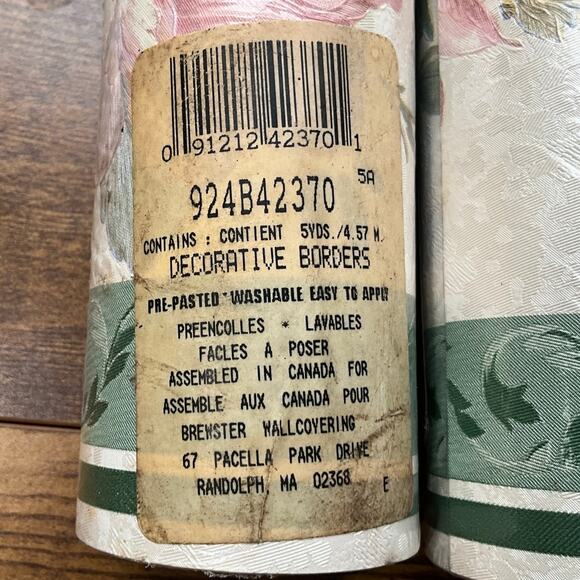 0 91212 42370 1
5A
924B42370
CONTAINS : CONTIENT 5YDS./4.57 M.
DECORATIVE BORDERS
PRE-PASTED * WASHABLE EASY TO APPLY
PREENCOLLES * LAVABLES
FACLES A POSER
ASSEMBLED IN CANADA FOR
ASSEMBLE AUX CANADA POUR
BREWSTER WALLCOVERING
67 PACELLA PARK DRIVE
RANDOLPH, MA 02368 E